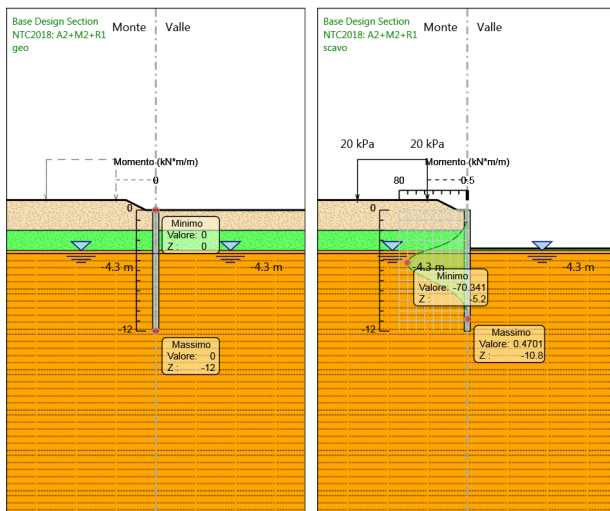 Base Design Section
NTC2018: A2+M2+R1
geo
Monte
Valle
Momento (kN*m/m)
0
0
Minimo
Valore: 0
Z : 0
-4.3 m
-4.3 m
-12
Massimo
Valore: 0
Z : -12
Base Design Section
NTC2018: A2+M2+R1
scavo
Monte
Valle
20 kPa
20 kPa
Momento (kN*m/m)
80
0.5
0
-4.3 m
-4.3 m
Minimo
Valore: -70.341
Z : -5.2
-12
Massimo
Valore: 0.4701
Z : -10.8